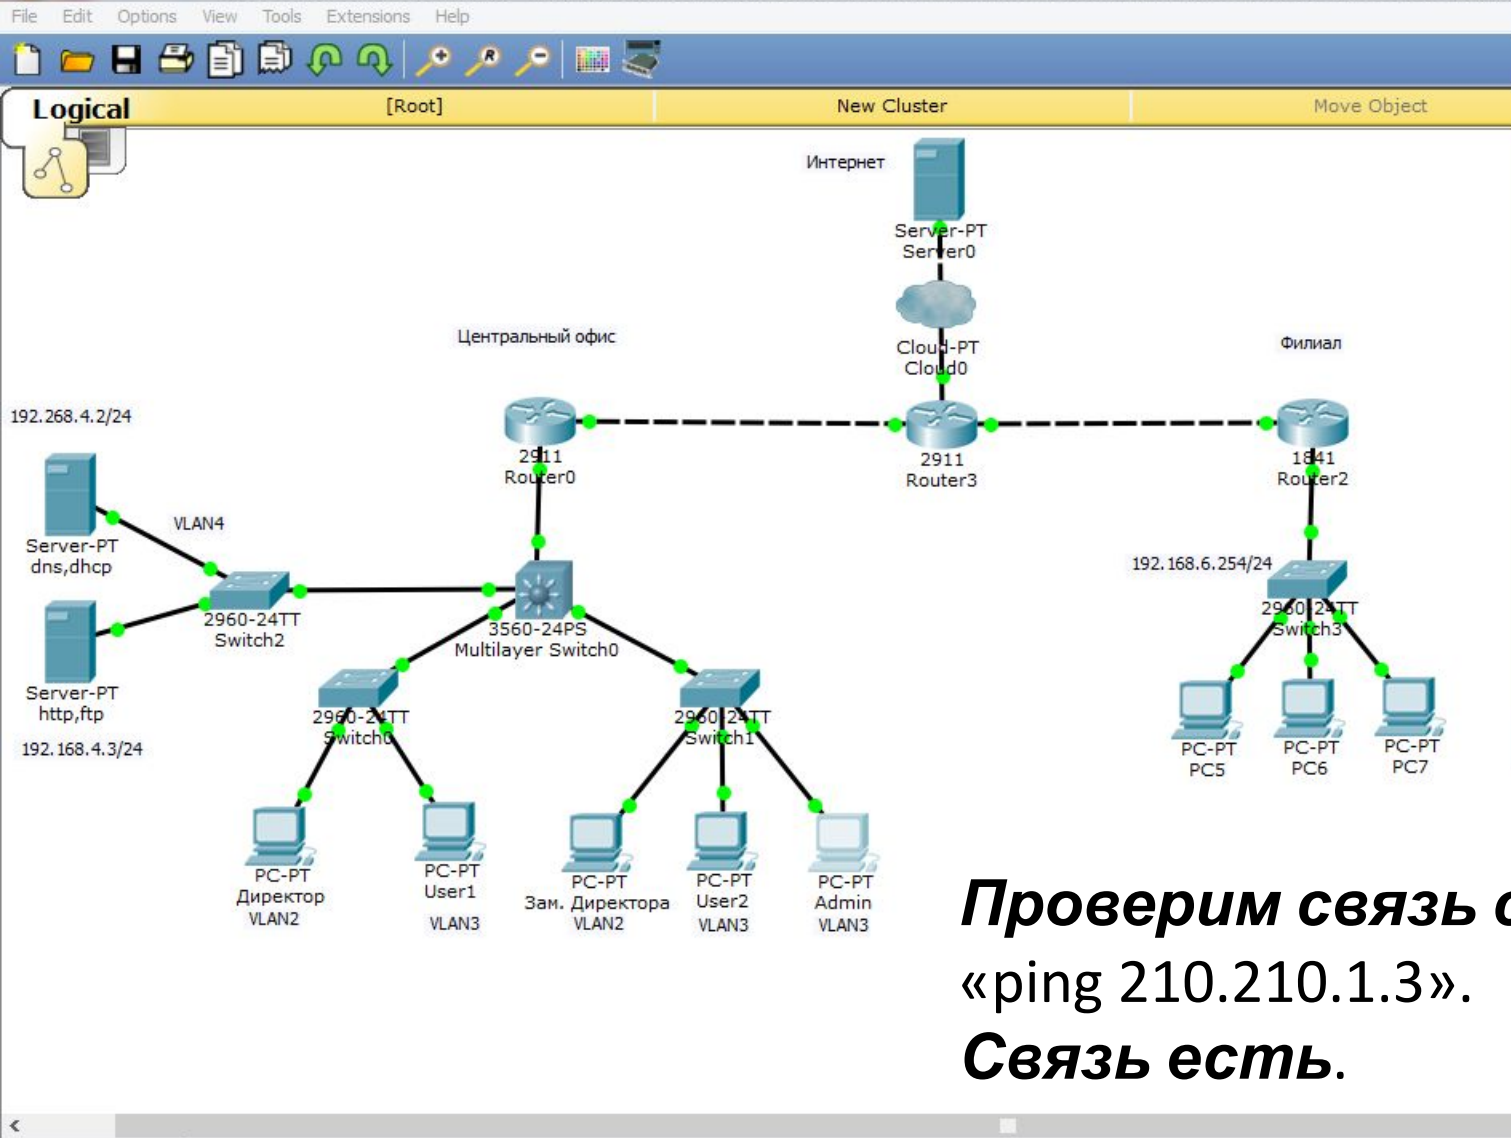 File Edit Options View Tools Extensions Help
Logical [Root] New Cluster Move Object
Интернет
Server-PT
Server0
Центральный офис
Cloud-PT
Cloud0
Филиал
192.268.4.2/24
2911
Router0
2911
Router3
1841
Router2
VLAN4
Server-PT
dns,dhcp
192.168.6.254/24
2960-24TT
Switch2
3560-24PS
Multilayer Switch0
2960-24TT
Switch3
Server-PT
http,ftp
192.168.4.3/24
2960-24TT
Switch0
2960-24TT
Switch1
PC-PT
PC5
PC-PT
PC6
PC-PT
PC7
PC-PT
Директор
VLAN2
PC-PT
User1
VLAN3
PC-PT
Зам. Директора
VLAN2
PC-PT
User2
VLAN3
PC-PT
Admin
VLAN3
Проверим связь
«ping 210.210.1.3».
Связь есть.